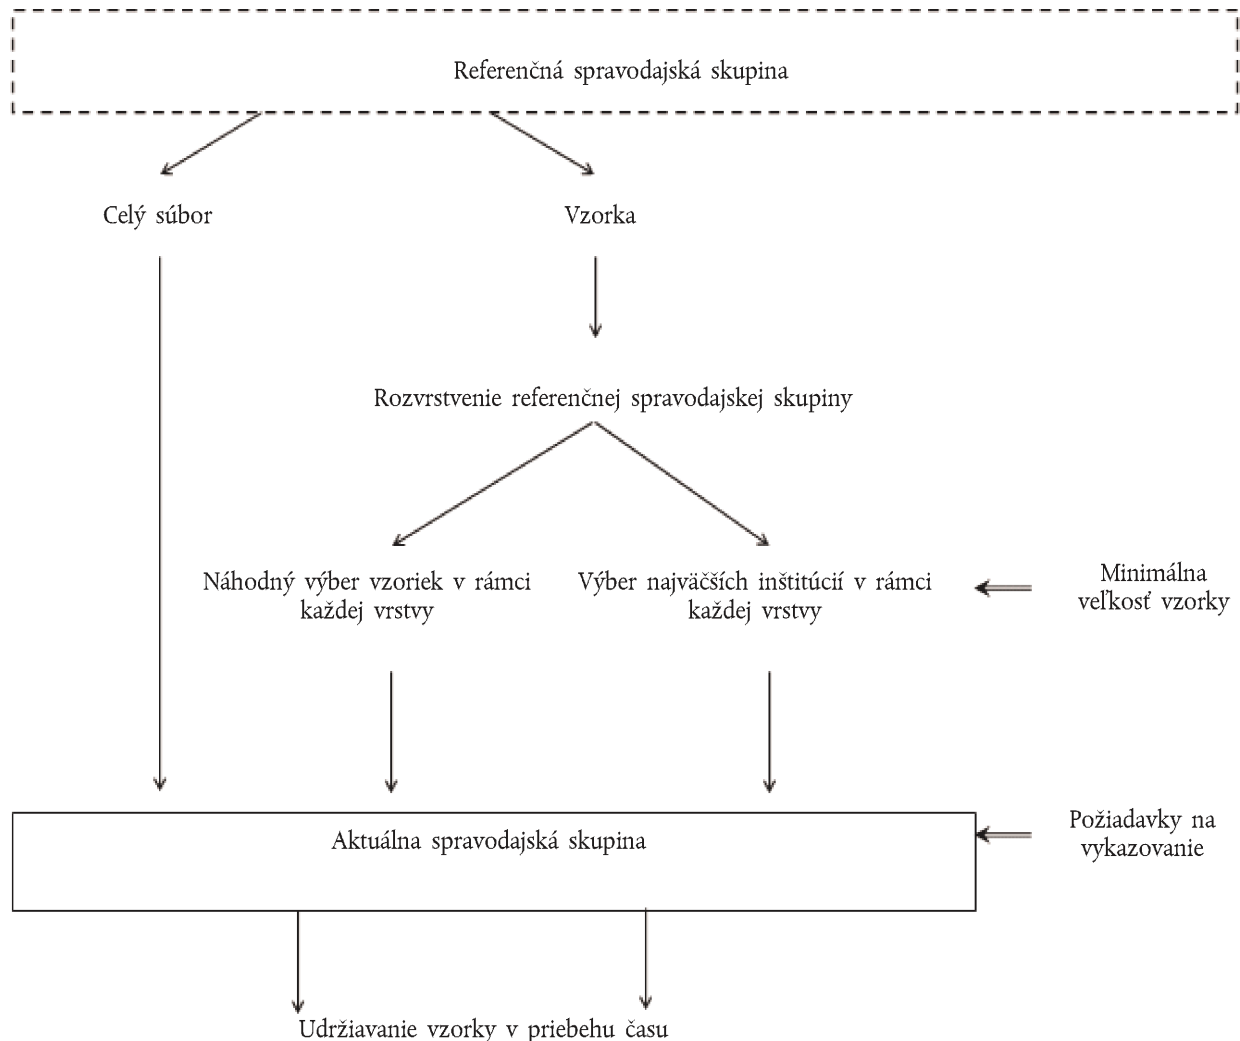 Referenčná spravodajská skupina
Celý súbor
Vzorka
Rozvrstvenie referenčnej spravodajskej skupiny
Náhodný výber vzoriek v rámci
každej vrstvy
Výber najväčších inštitúcií v rámci
každej vrstvy
Minimálna
veľkosť vzorky
Aktuálna spravodajská skupina
Požiadavky na
vykazovanie
Udržiavanie vzorky v priebehu času